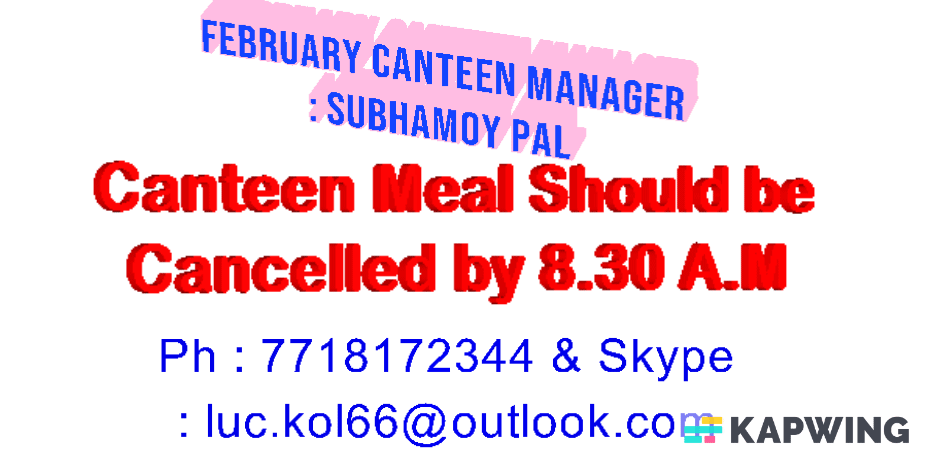 FEBRUARY CANTEEN MANAGER
: SUBHAMOY PAL
Canteen Meal Should be
Cancelled by 8.30 A.M
Ph : 7718172344 & Skype
: luc.kol66@outlook.com
KAPWING